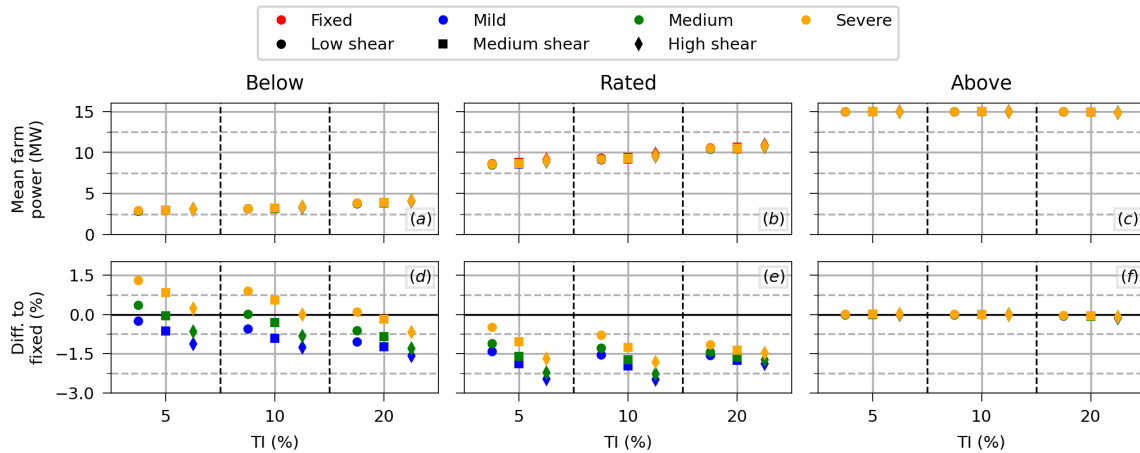 Fixed Mild Medium Severe
Low shear Medium shear High shear
Below Rated Above
Mean farm
power (MW)
15
10
5
0
(a) (b) (c)
Diff. to
fixed (%)
1.5
0.0
−1.5
−3.0
(d) (e) (f)
5 10 20 5 10 20 5 10 20
TI (%) TI (%) TI (%)